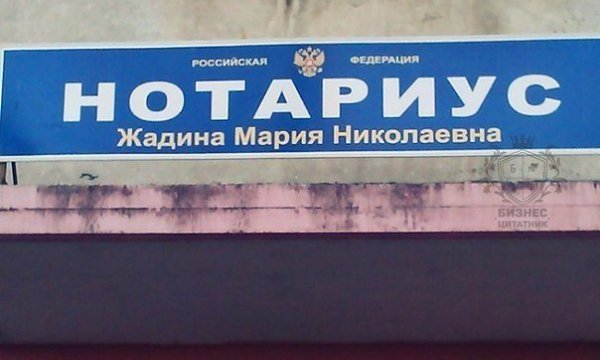 РОССИЙСКАЯ ФЕДЕРАЦИЯ
НОТАРИУС
Жадина Мария Николаевна
Б Ц
БИЗНЕС
ЦИТАТНИК